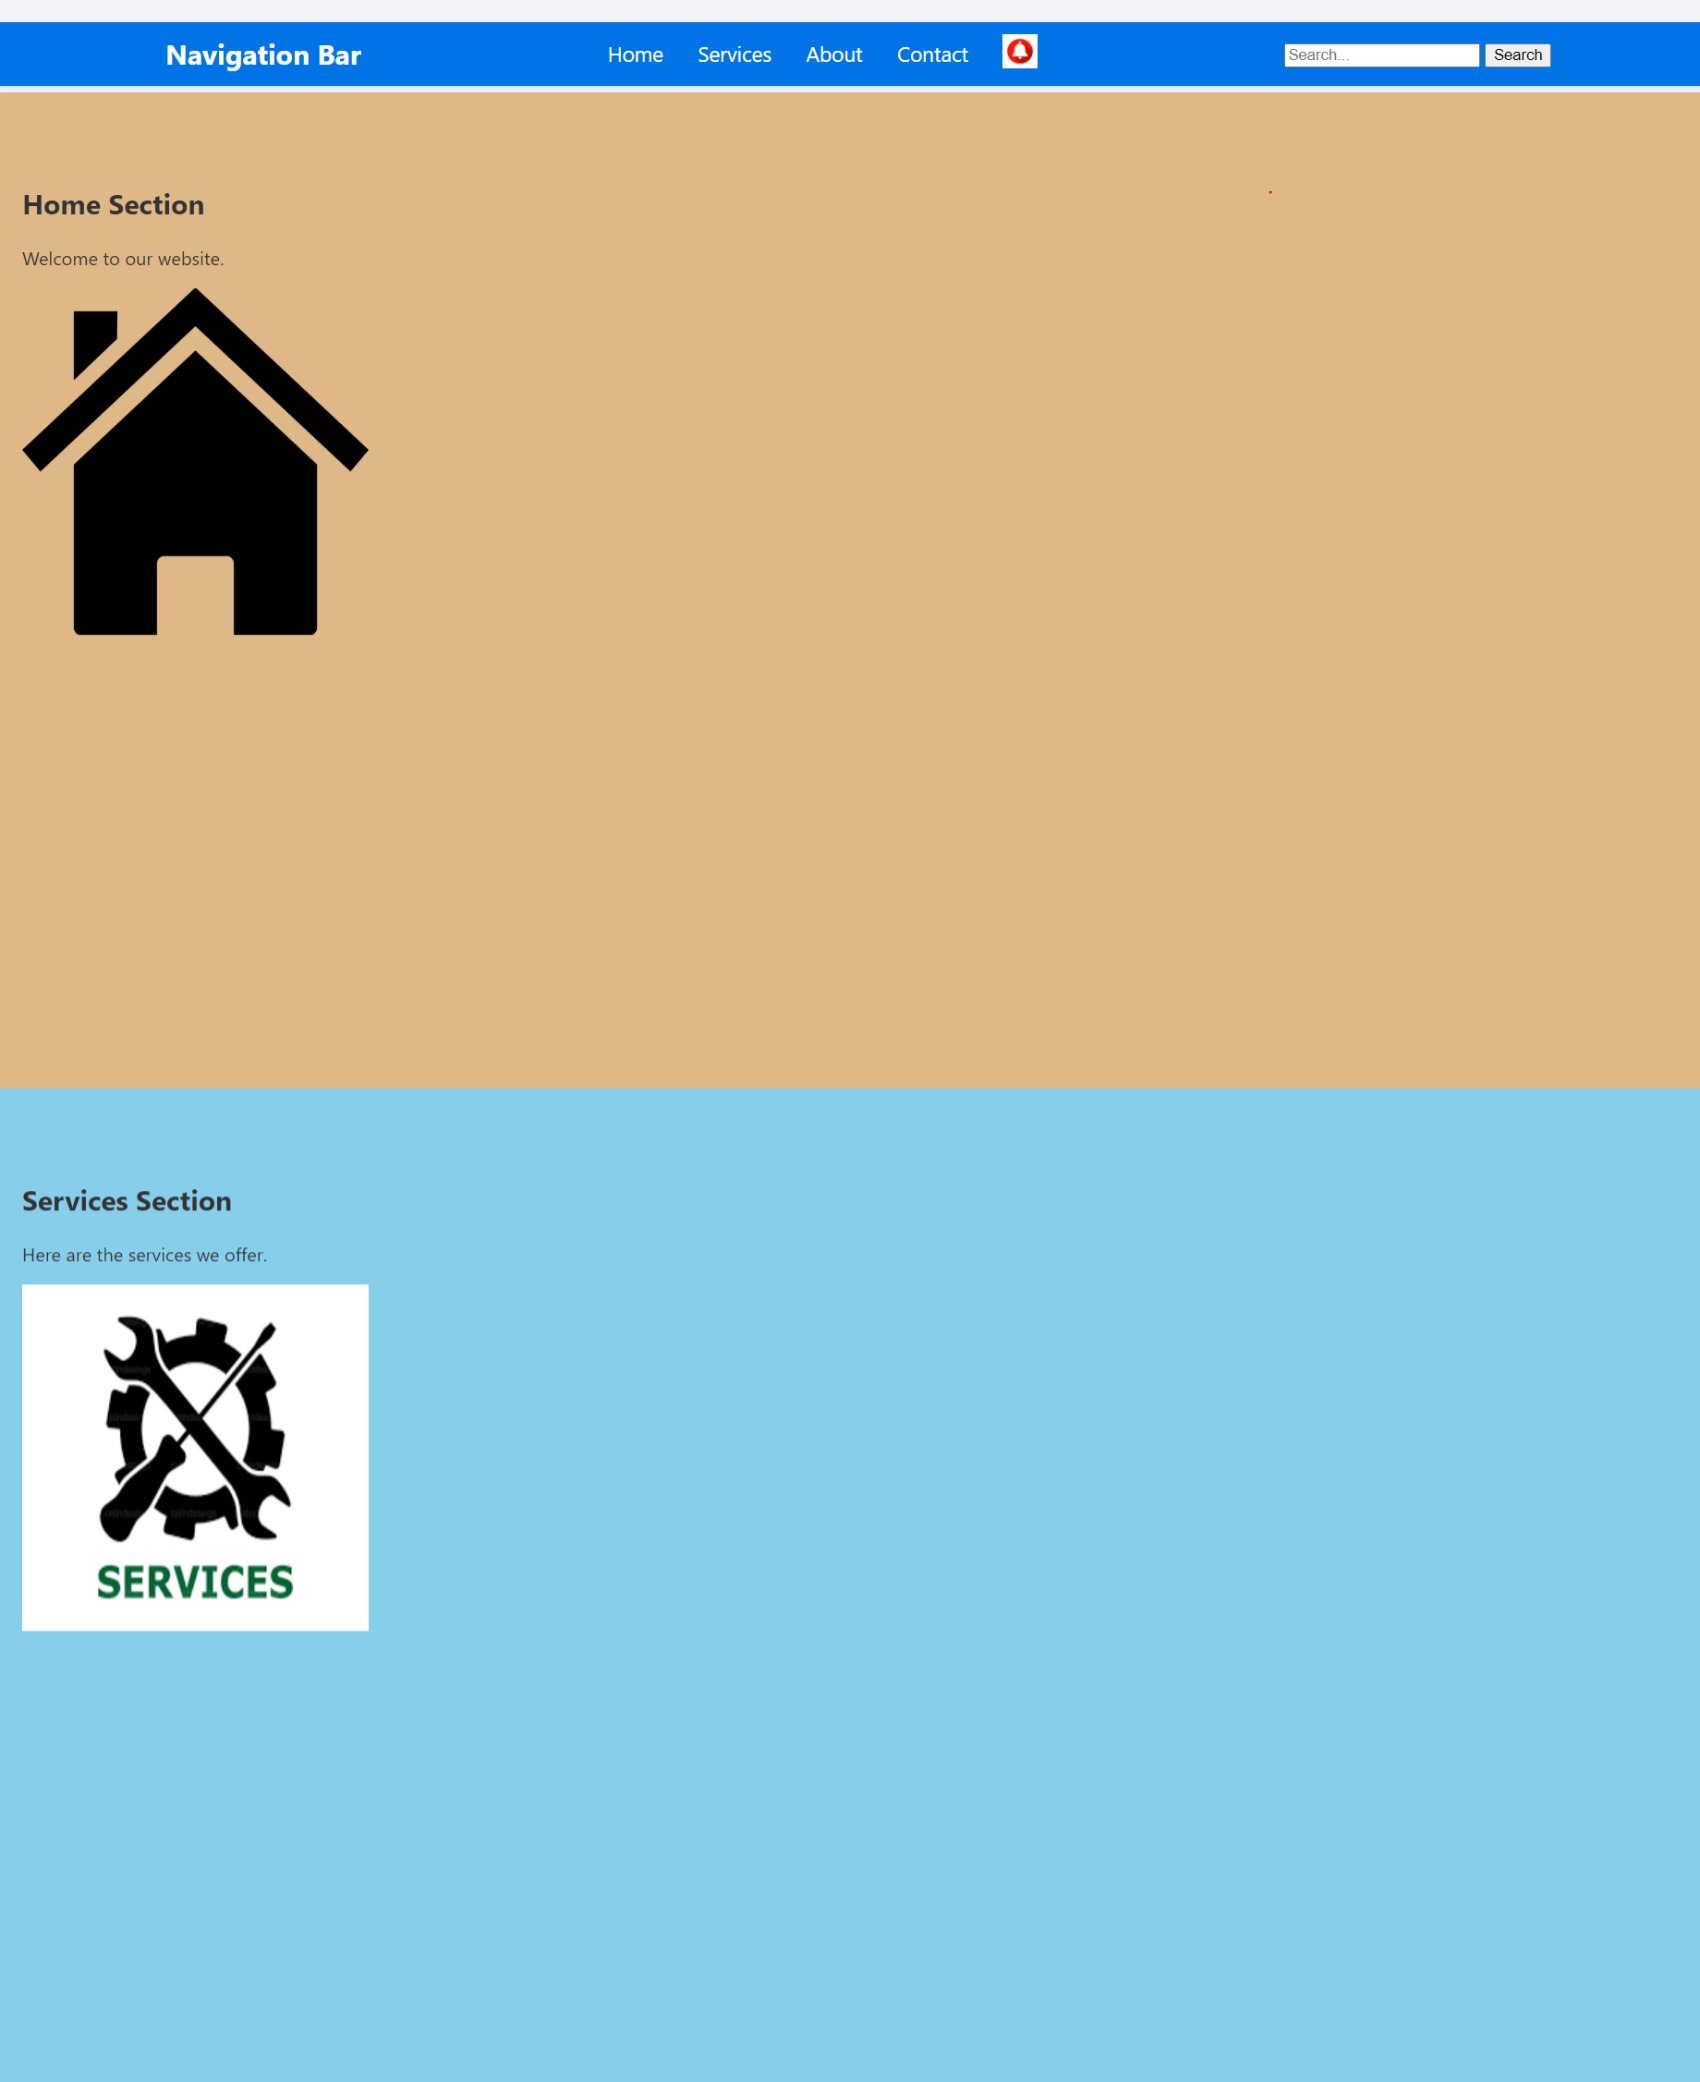 Navigation Bar Home Services About Contact Search... Search
Home Section
Welcome to our website.
Services Section
Here are the services we offer.
SERVICES